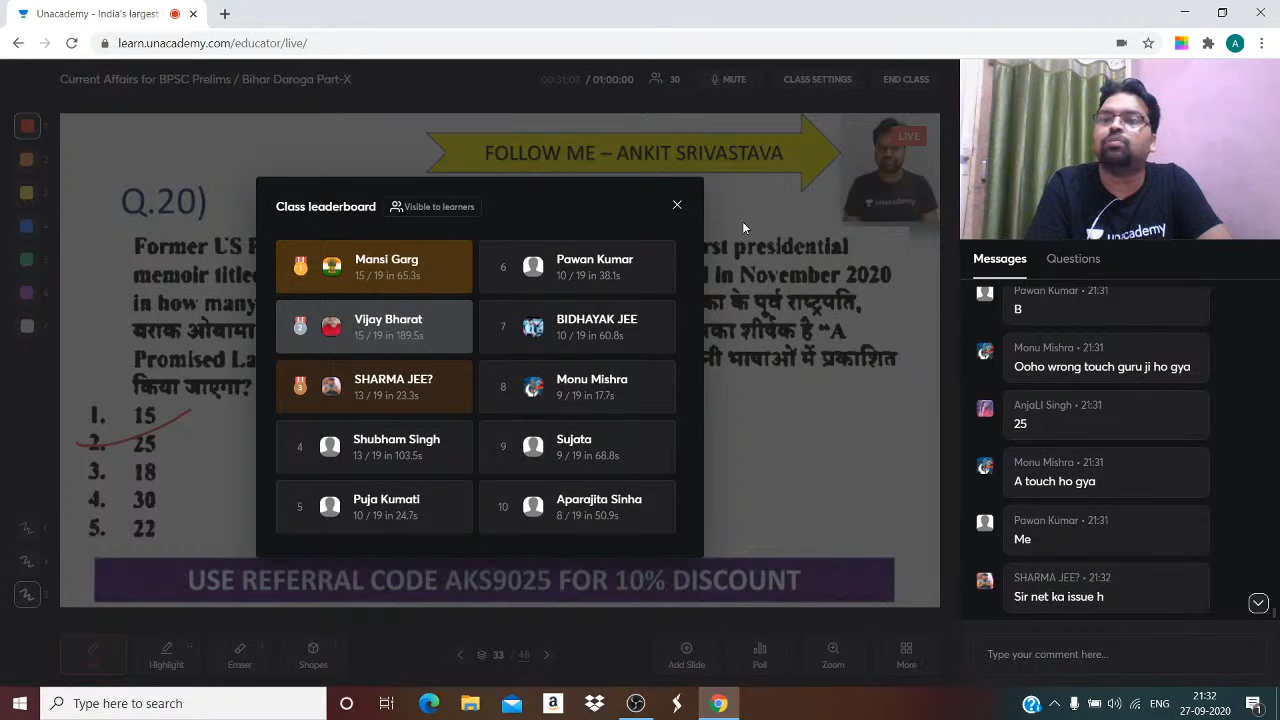 Unacademy - India's largest
learn.unacademy.com/educator/live/
A
Current Affairs for BPSC Prelims / Bihar Daroga Part-X
00:31:07 / 01:00:00
30
MUTE
CLASS SETTINGS
END CLASS
FOLLOW ME – ANKIT SRIVASTAVA
LIVE
unacademy
Q.20)
Former US
rst presidential
memoir title
d in November 2020
in how many
का के पूर्व राष्ट्रपति,
बराक ओबामा
का शीर्षक है “A
Promised La
नी भाषाओं में प्रकाशित
किया जाएगा?
1. 15
2. 25
3. 18
4. 30
5. 22
USE REFERRAL CODE AKS9025 FOR 10% DISCOUNT
Class leaderboard
Visible to learners
1
Mansi Garg
15 / 19 in 65.3s
2
Vijay Bharat
15 / 19 in 189.5s
3
SHARMA JEE?
13 / 19 in 23.3s
4
Shubham Singh
13 / 19 in 103.5s
5
Puja Kumati
10 / 19 in 24.7s
6
Pawan Kumar
10 / 19 in 38.1s
7
BIDHAYAK JEE
10 / 19 in 60.8s
8
Monu Mishra
9 / 19 in 17.7s
9
Sujata
9 / 19 in 68.8s
10
Aparajita Sinha
8 / 19 in 50.9s
unacademy
Messages
Questions
Pawan Kumar • 21:31
B
Monu Mishra • 21:31
Ooho wrong touch guru ji ho gya
AnjaLI Singh • 21:31
25
Monu Mishra • 21:31
A touch ho gya
Pawan Kumar • 21:31
Me
SHARMA JEE? • 21:32
Sir net ka issue h
Type your comment here...
Highlight
Eraser
Shapes
33 / 48
Add Slide
Poll
Zoom
More
Type here to search
ENG
21:32
27-09-2020